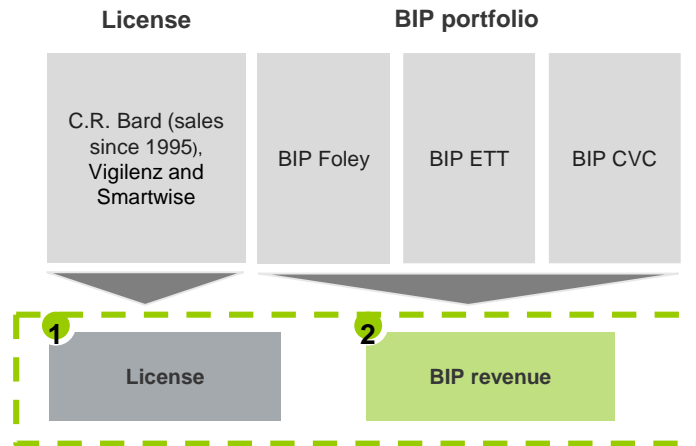 License
BIP portfolio
C.R. Bard (sales
since 1995),
Vigilenz and
Smartwise
BIP Foley
BIP ETT
BIP CVC
1
2
License
BIP revenue